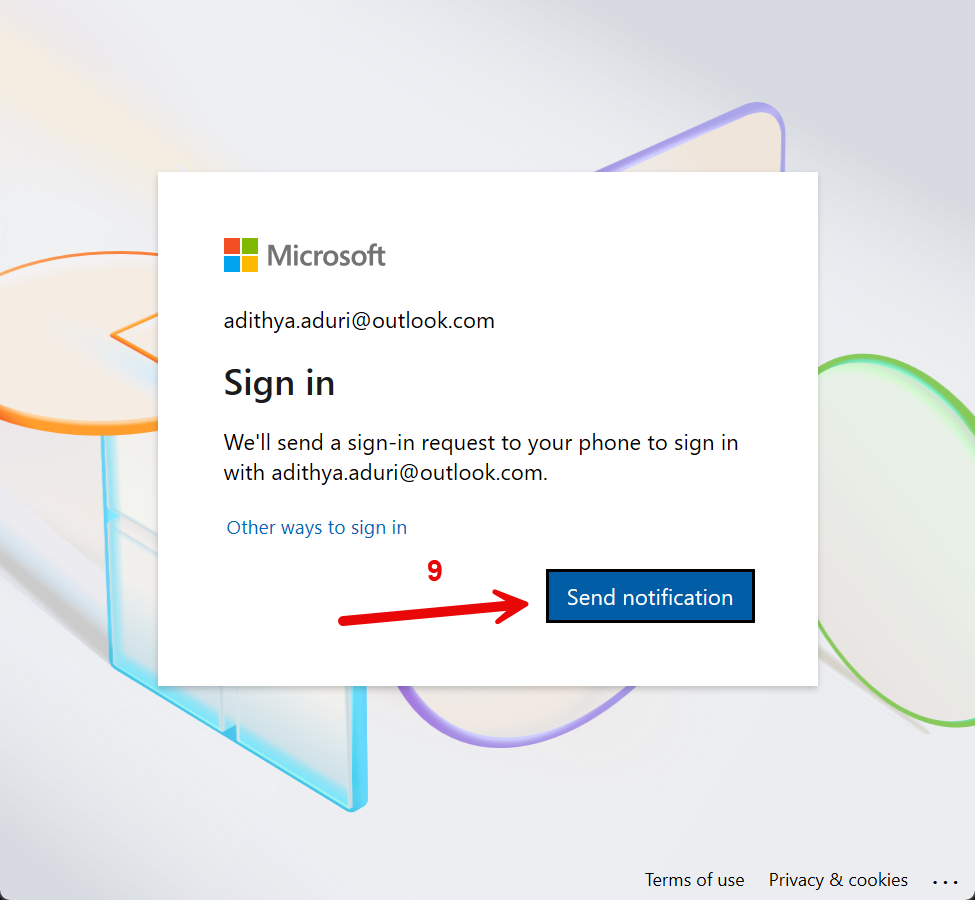 Microsoft
adithya.aduri@outlook.com
Sign in
We'll send a sign-in request to your phone to sign in
with adithya.aduri@outlook.com.
Other ways to sign in
9
Send notification
Terms of use Privacy & cookies ...